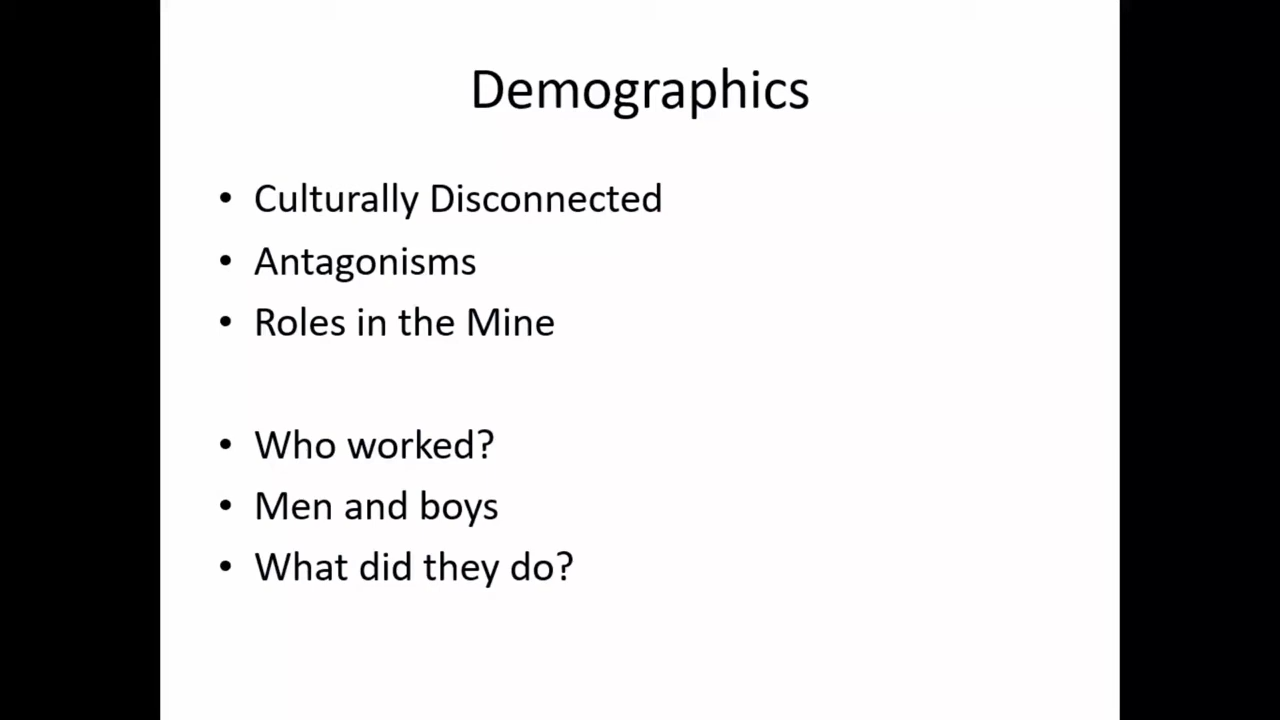 Demographics
• Culturally Disconnected
• Antagonisms
• Roles in the Mine
• Who worked?
• Men and boys
• What did they do?